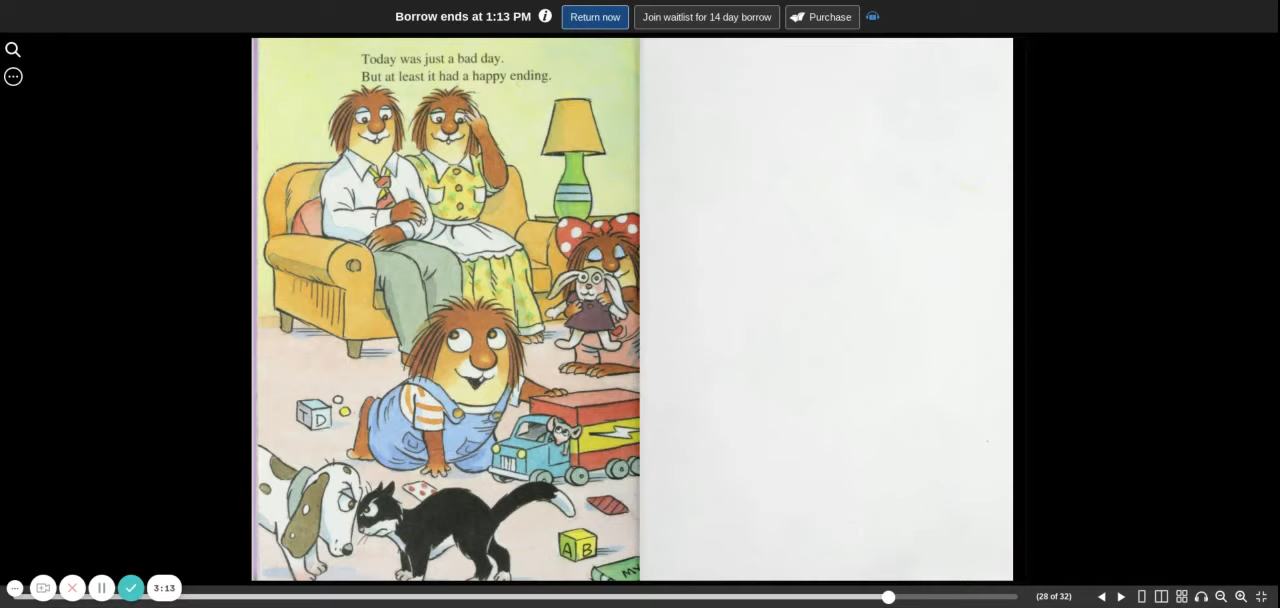 Borrow ends at 1:13 PM
Return now
Join waitlist for 14 day borrow
Purchase
Today was just a bad day.
But at least it had a happy ending.
T D
A B
MY
3:13
(28 of 32)